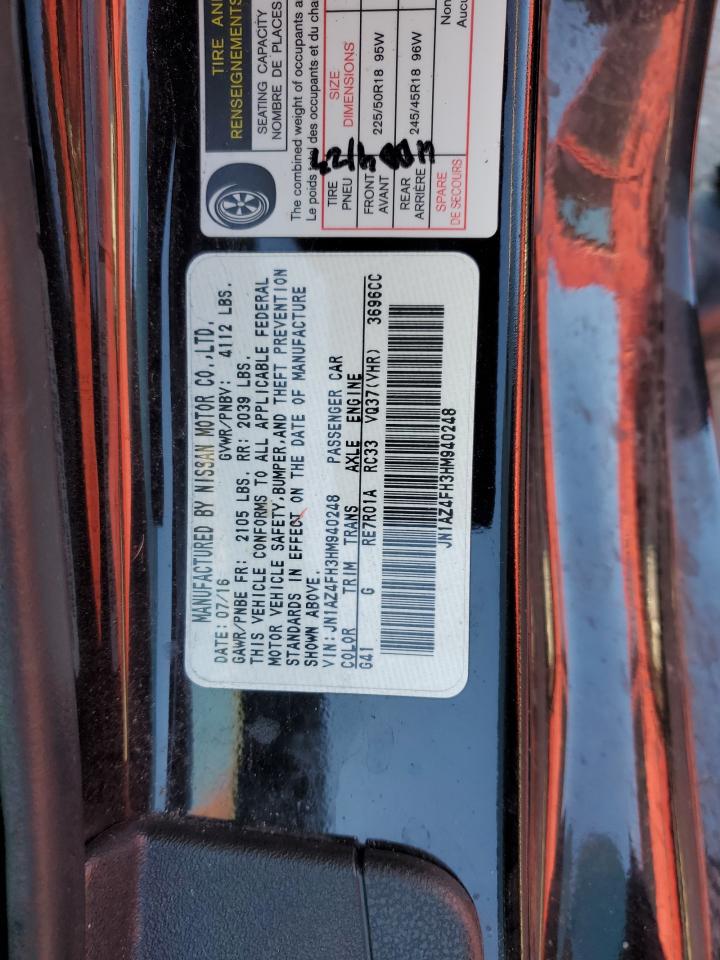 TIRE AND
RENSEIGNEMENTS
SEATING CAPACITY
NOMBRE DE PLACES
The combined weight of occupants a
Le poids des occupants et du cha
TIRE SIZE
PNEU DIMENSIONS
FRONT 225/50R18 95W
AVANT
REAR 245/45R18 96W
ARRIÈRE
SPARE Non
DE SECOURS Aucu
MANUFACTURED BY NISSAN MOTOR CO.,LTD.
DATE: 07/16 GVWR/PNBV: 4112 LBS.
GAWR/PNBE FR: 2105 LBS. RR: 2039 LBS.
THIS VEHICLE CONFORMS TO ALL APPLICABLE FEDERAL
MOTOR VEHICLE SAFETY,BUMPER,AND THEFT PREVENTION
STANDARDS IN EFFECT ON THE DATE OF MANUFACTURE
SHOWN ABOVE.
VIN:JN1AZ4FH3HM940248 PASSENGER CAR
COLOR TRIM TRANS AXLE ENGINE
G41 G RE7R01A RC33 VQ37(VHR) 3696CC
JN1AZ4FH3HM940248